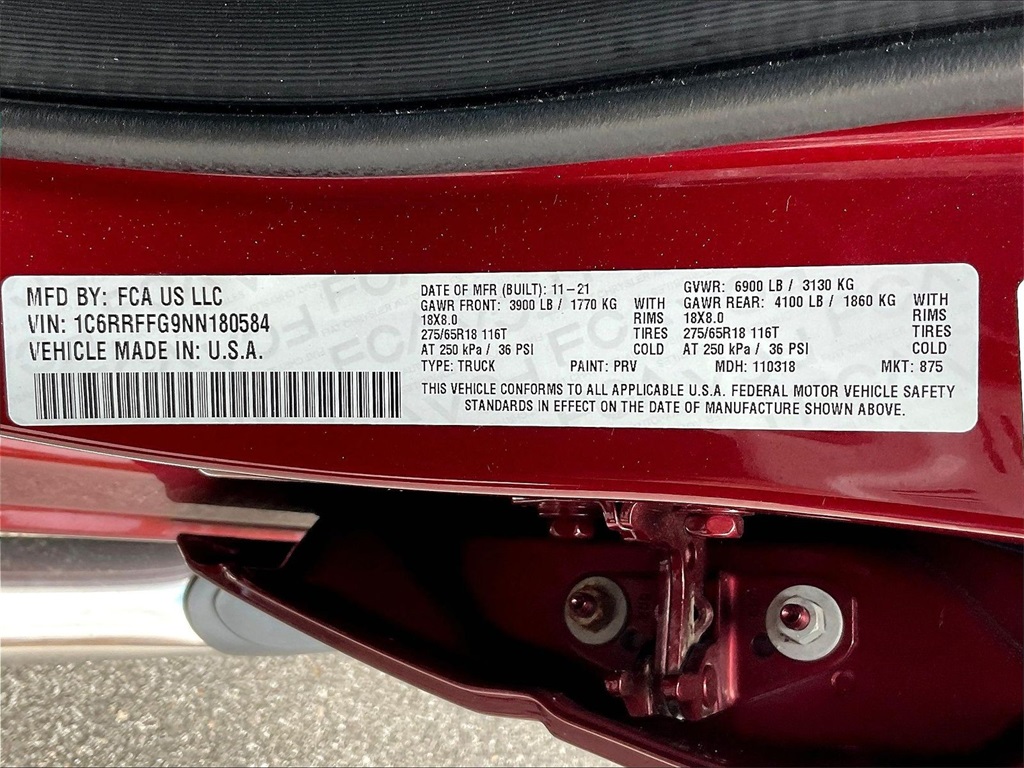 MFD BY: FCA US LLC
VIN: 1C6RRFFG9NN180584
VEHICLE MADE IN: U.S.A.
DATE OF MFR (BUILT): 11-21 GVWR: 6900 LB / 3130 KG
GAWR FRONT: 3900 LB / 1770 KG WITH GAWR REAR: 4100 LB / 1860 KG WITH
18X8.0 RIMS 18X8.0 RIMS
275/65R18 116T TIRES 275/65R18 116T TIRES
AT 250 kPa / 36 PSI COLD AT 250 kPa / 36 PSI COLD
TYPE: TRUCK PAINT: PRV MDH: 110318 MKT: 875
THIS VEHICLE CONFORMS TO ALL APPLICABLE U.S.A. FEDERAL MOTOR VEHICLE SAFETY
STANDARDS IN EFFECT ON THE DATE OF MANUFACTURE SHOWN ABOVE.